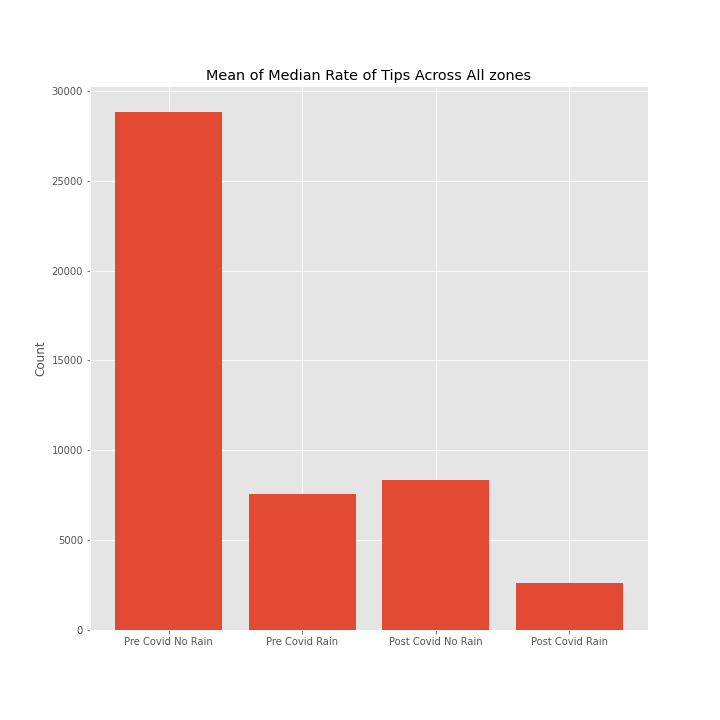 Mean of Median Rate of Tips Across All zones
30000
25000
20000
15000
10000
5000
0
Count
Pre Covid No Rain
Pre Covid Rain
Post Covid No Rain
Post Covid Rain